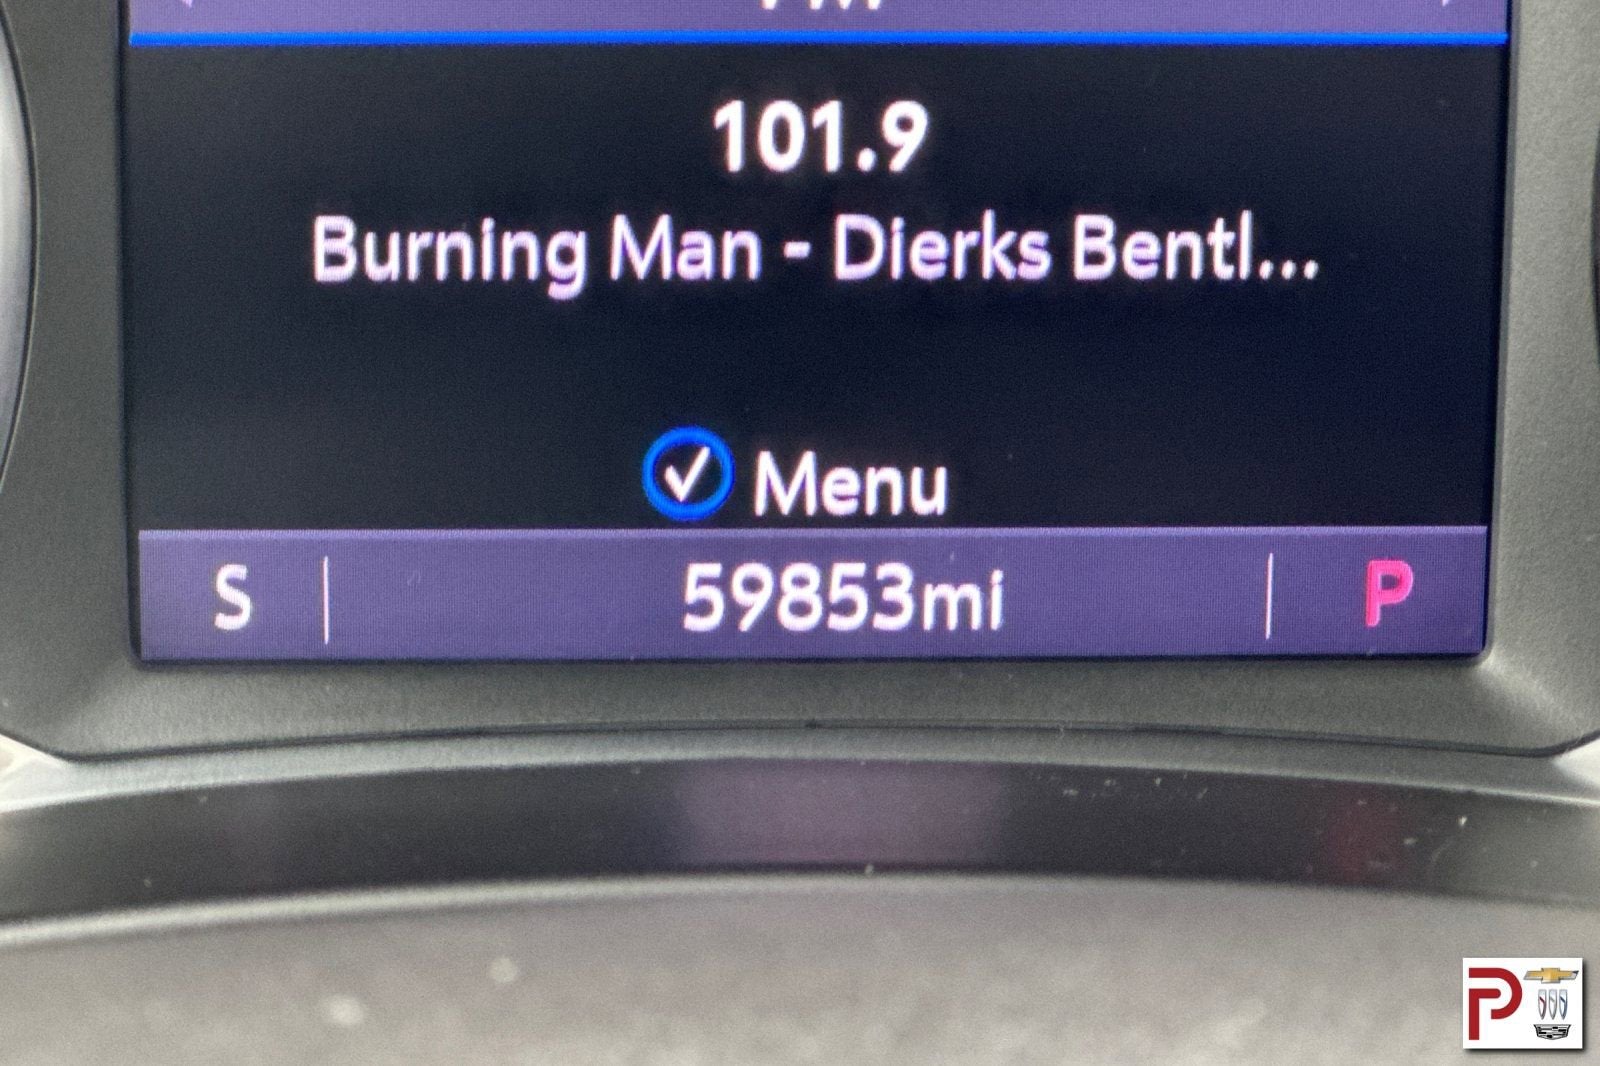 101.9
Burning Man - Dierks Bentl...
Menu
S 59853mi P
P